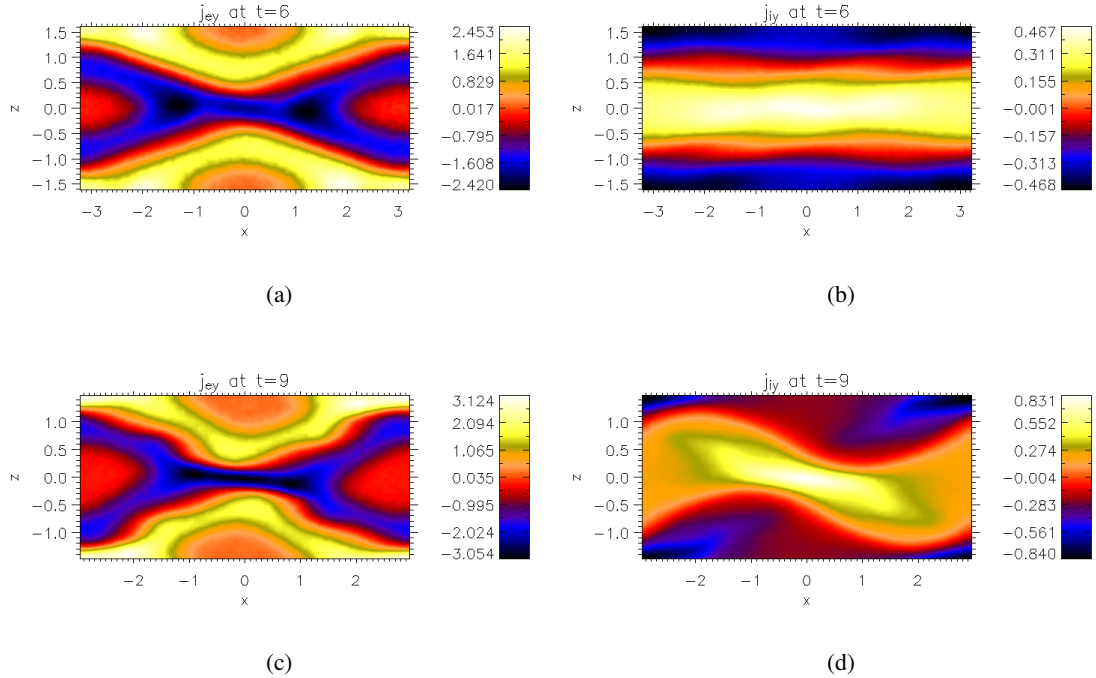 j_ey at t=6
1.5
1.0
0.5
0.0
−0.5
−1.0
−1.5
z
−3 −2 −1 0 1 2 3
x
2.453
1.641
0.829
0.017
−0.795
−1.608
−2.420
(a)
j_iy at t=6
1.5
1.0
0.5
0.0
−0.5
−1.0
−1.5
z
−3 −2 −1 0 1 2 3
x
0.467
0.311
0.155
−0.001
−0.157
−0.313
−0.468
(b)
j_ey at t=9
1.0
0.5
0.0
−0.5
−1.0
z
−2 −1 0 1 2
x
3.124
2.094
1.065
0.035
−0.995
−2.024
−3.054
(c)
j_iy at t=9
1.0
0.5
0.0
−0.5
−1.0
z
−2 −1 0 1 2
x
0.831
0.552
0.274
−0.004
−0.283
−0.561
−0.840
(d)